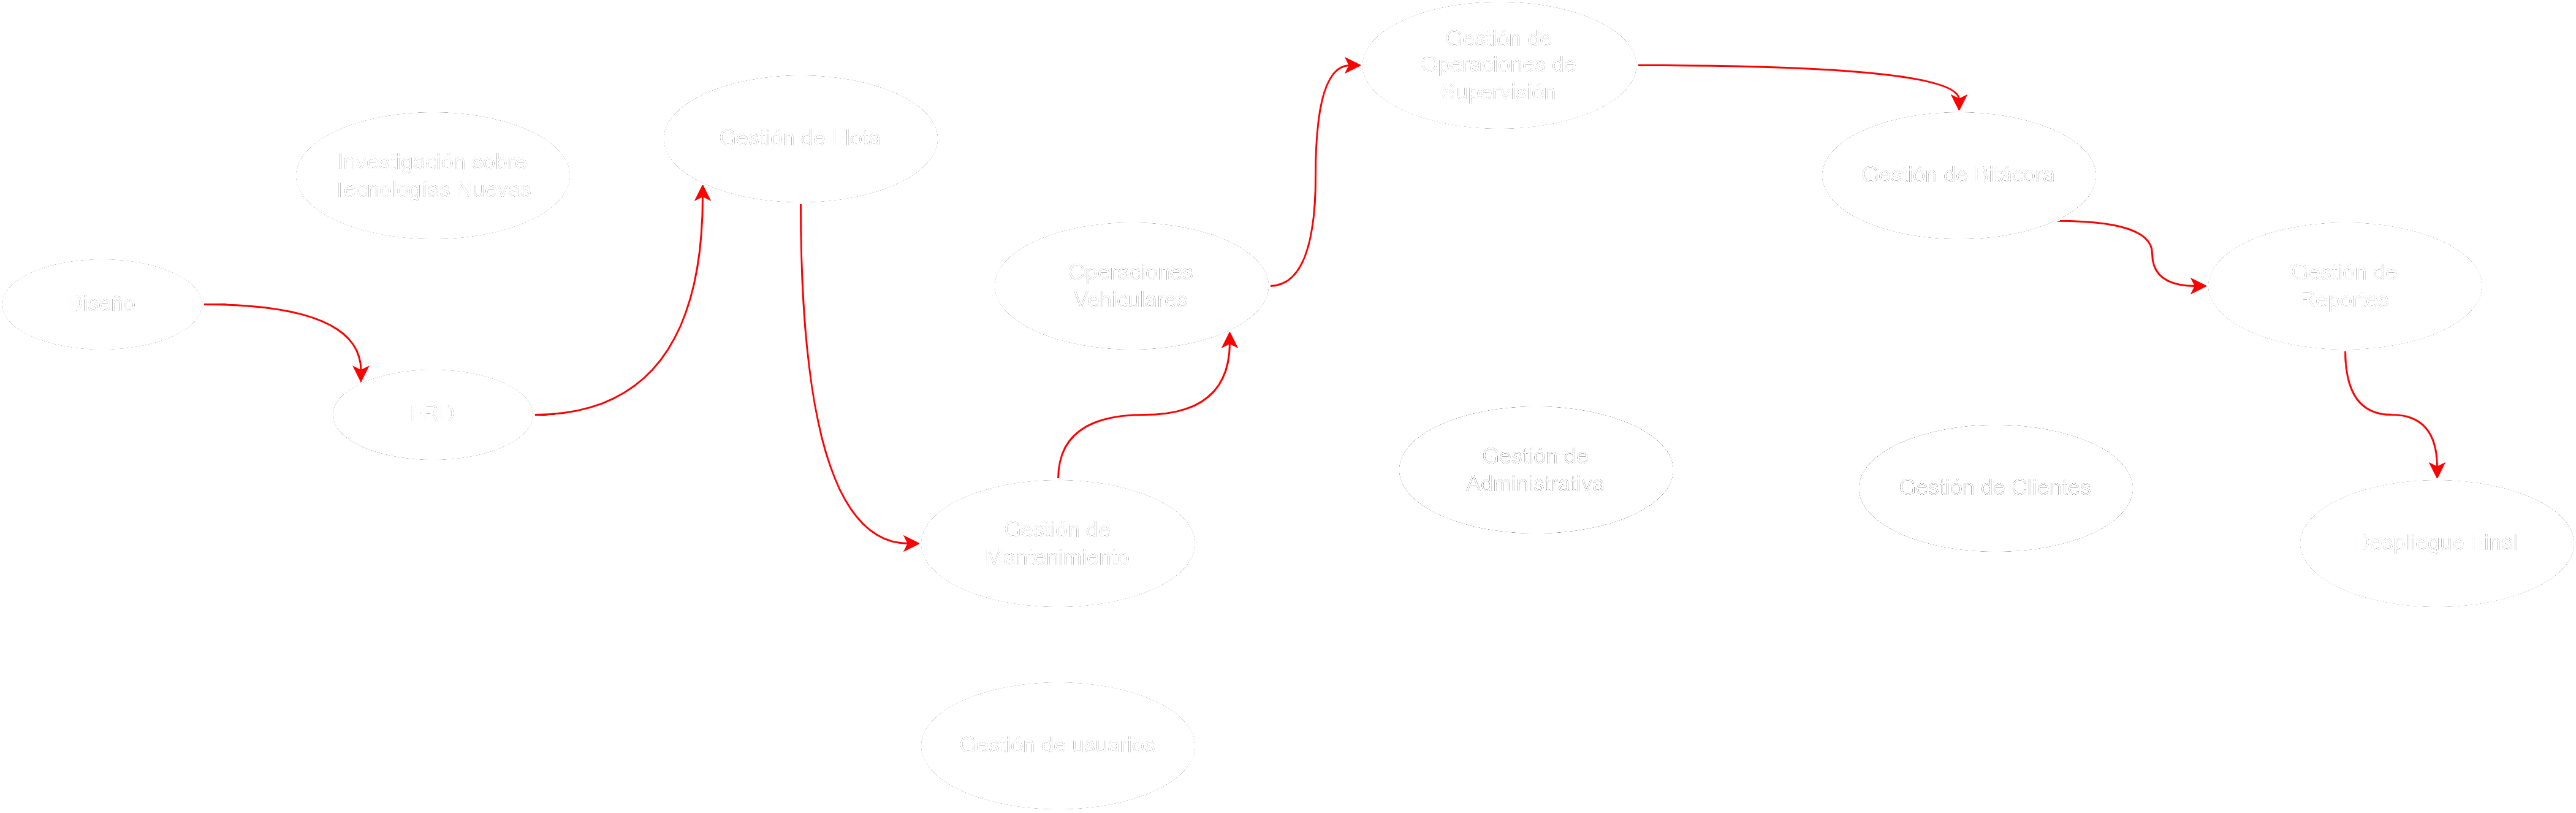 Gestión de
Operaciones de
Supervisión
Gestión de Flota
Investigación sobre
Tecnologías Nuevas
Gestión de Bitácora
Operaciones
Vehiculares
Gestión de
Reportes
Diseño
ERD
Gestión de
Administrativa
Gestión de Clientes
Gestión de
Mantenimiento
Despliegue Final
Gestión de usuarios